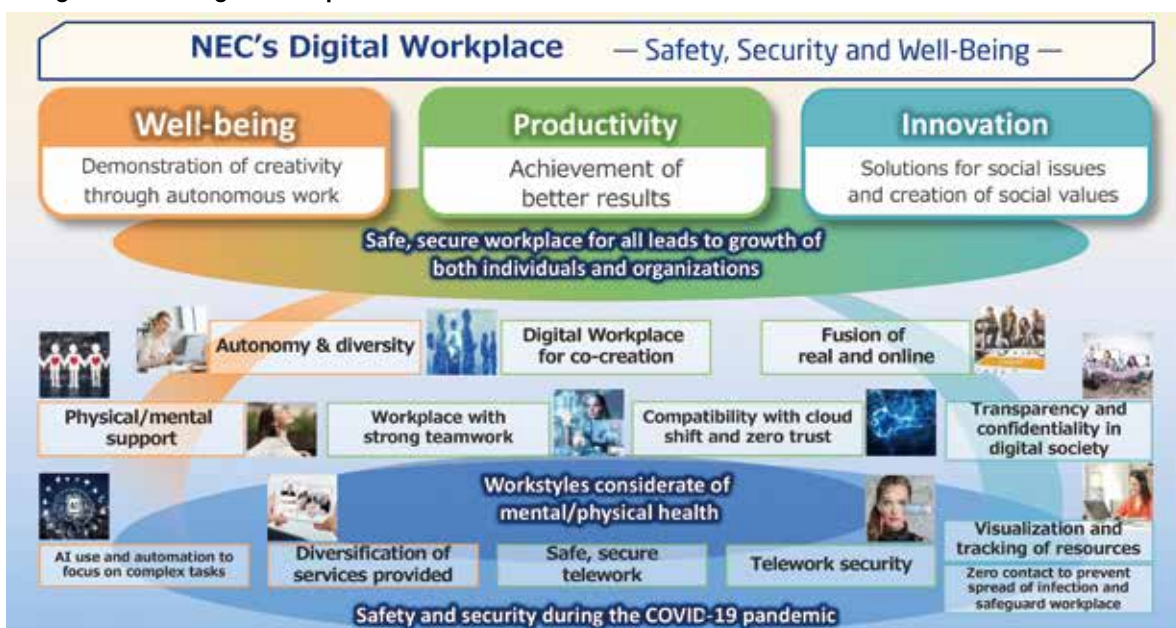 NEC's Digital Workplace — Safety, Security and Well-Being —
Well-being
Demonstration of creativity
through autonomous work
Productivity
Achievement of
better results
Innovation
Solutions for social issues
and creation of social values
Safe, secure workplace for all leads to growth of
both individuals and organizations
Autonomy & diversity
Digital Workplace
for co-creation
Fusion of
real and online
Physical/mental
support
Workplace with
strong teamwork
Compatibility with cloud
shift and zero trust
Transparency and
confidentiality in
digital society
Workstyles considerate of
mental/physical health
AI use and automation to
focus on complex tasks
Diversification of
services provided
Safe, secure
telework
Telework security
Visualization and
tracking of resources
Zero contact to prevent
spread of infection and
safeguard workplace
Safety and security during the COVID-19 pandemic